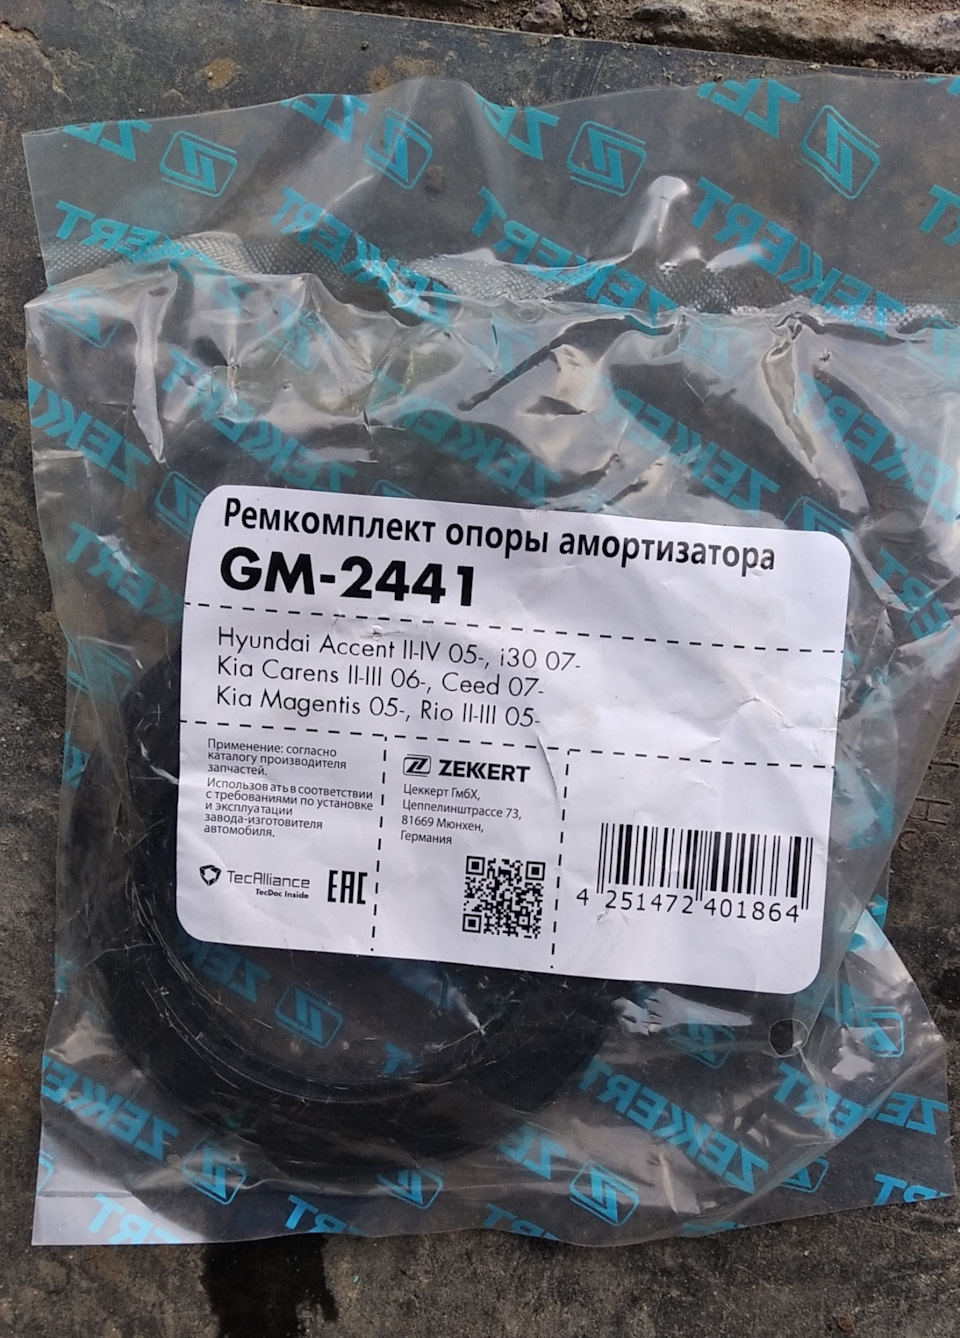 Ремкомплект опоры амортизатора
GM-2441
Hyundai Accent II-IV 05-, i30 07-
Kia Carens II-III 06-, Ceed 07-
Kia Magentis 05-, Rio II-III 05-
Применение: согласно
каталогу производителя
запчастей.
Использовать в соответствии
с требованиями по установке
и эксплуатации
завода-изготовителя
автомобиля.
TecAlliance
TecDoc Inside
EAC
ZEKKERT
Цеккерт ГмбХ,
Цеппелинштрассе 73,
81669 Мюнхен,
Германия
4 251472 401864